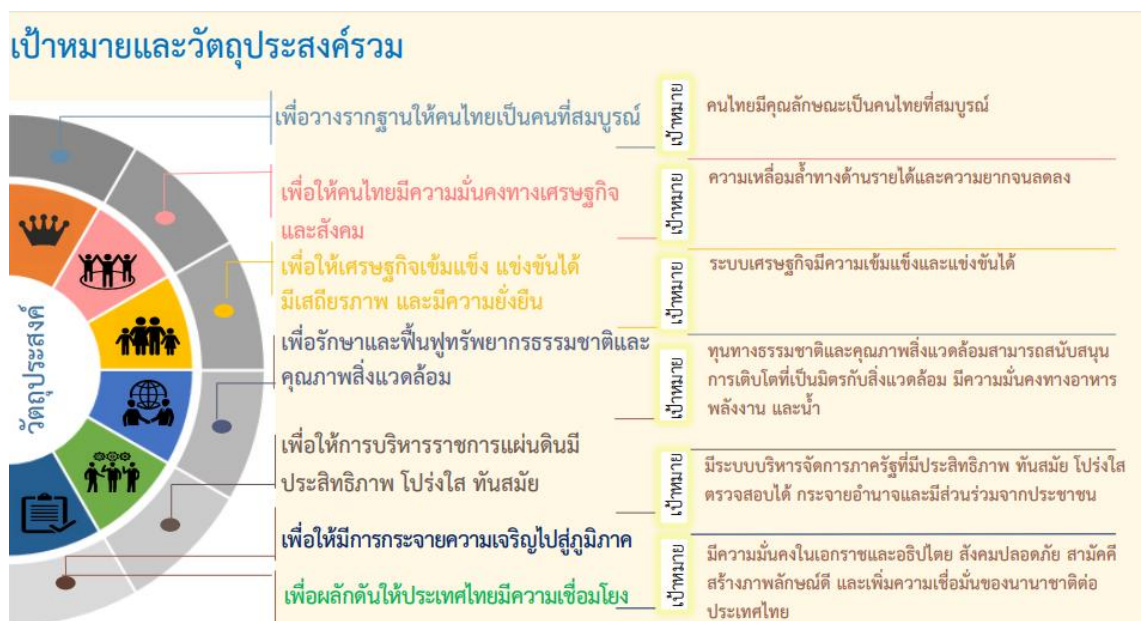 เป้าหมายและวัตถุประสงค์รวม
วัตถุประสงค์
เพื่อวางรากฐานให้คนไทยเป็นคนที่สมบูรณ์
เป้าหมาย
คนไทยมีคุณลักษณะเป็นคนไทยที่สมบูรณ์
เพื่อให้คนไทยมีความมั่นคงทางเศรษฐกิจ
และสังคม
เป้าหมาย
ความเหลื่อมล้ำทางด้านรายได้และความยากจนลดลง
เพื่อให้เศรษฐกิจเข้มแข็ง แข่งขันได้
มีเสถียรภาพ และมีความยั่งยืน
เป้าหมาย
ระบบเศรษฐกิจมีความเข้มแข็งและแข่งขันได้
เพื่อรักษาและฟื้นฟูทรัพยากรธรรมชาติและ
คุณภาพสิ่งแวดล้อม
เป้าหมาย
ทุนทางธรรมชาติและคุณภาพสิ่งแวดล้อมสามารถสนับสนุน
การเติบโตที่เป็นมิตรกับสิ่งแวดล้อม มีความมั่นคงทางอาหาร
พลังงาน และน้ำ
เพื่อให้การบริหารราชการแผ่นดินมี
ประสิทธิภาพ โปร่งใส ทันสมัย
เป้าหมาย
มีระบบบริหารจัดการภาครัฐที่มีประสิทธิภาพ ทันสมัย โปร่งใส
ตรวจสอบได้ กระจายอำนาจและมีส่วนร่วมจากประชาชน
เพื่อให้มีการกระจายความเจริญไปสู่ภูมิภาค
เพื่อผลักดันให้ประเทศไทยมีความเชื่อมโยง
เป้าหมาย
มีความมั่นคงในเอกราชและอธิปไตย สังคมปลอดภัย สามัคคี
สร้างภาพลักษณ์ดี และเพิ่มความเชื่อมั่นของนานาชาติต่อ
ประเทศไทย